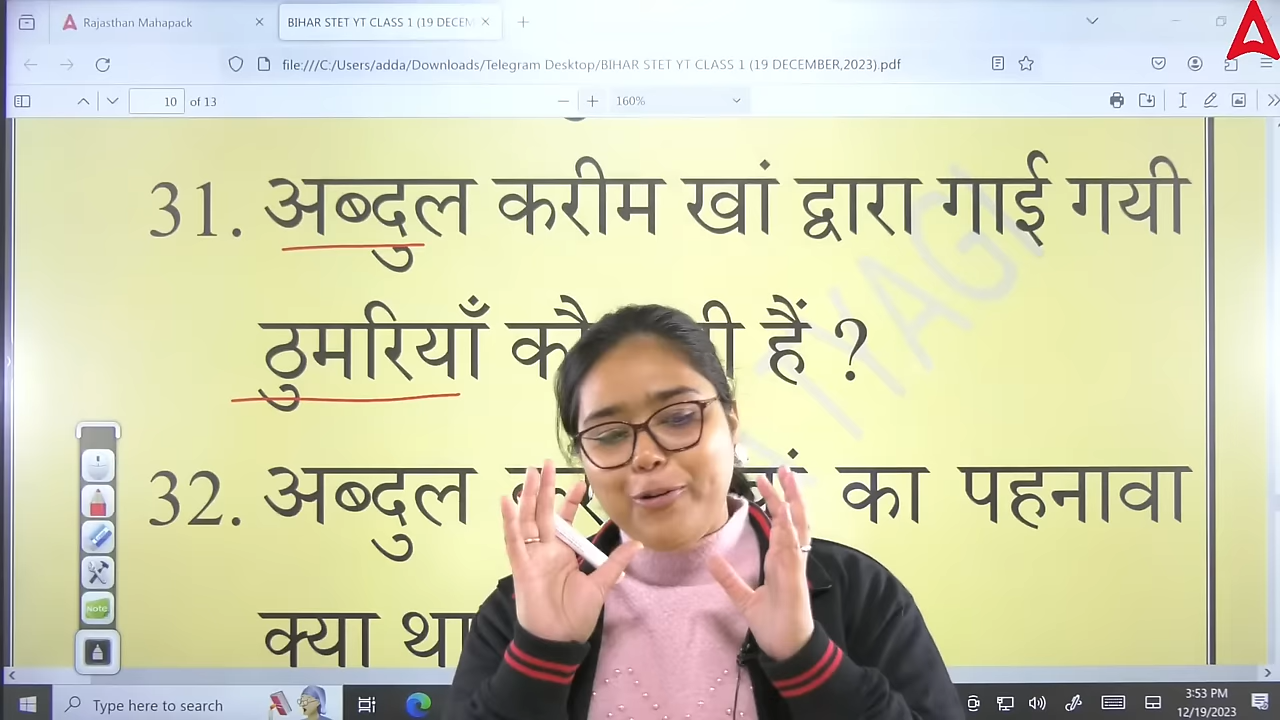 Rajasthan Mahapack
BIHAR STET YT CLASS 1 (19 DECEM
file:///C:/Users/adda/Downloads/Telegram Desktop/BIHAR STET YT CLASS 1 (19 DECEMBER,2023).pdf
10 of 13
160%
31. अब्दुल करीम खां द्वारा गाई गयी
ठुमरियाँ हैं ?
32. अब्दुल का पहनावा
क्या था
TYAGI
Note
Type here to search
3:53 PM
12/19/2023